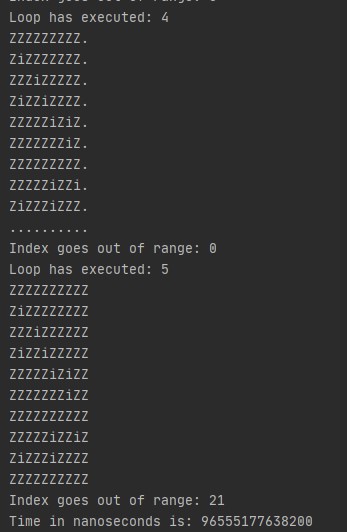 Loop has executed: 4
ZZZZZZZZZ.
ZiZZZZZZZ.
ZZZiZZZZZ.
ZiZZiZZZZ.
ZZZZZiZiZ.
ZZZZZZZiZ.
ZZZZZZZZZ.
ZZZZZiZZi.
ZiZZZiZZZ.
..........
Index goes out of range: 0
Loop has executed: 5
ZZZZZZZZZZ
ZiZZZZZZZZ
ZZZiZZZZZZ
ZiZZiZZZZZ
ZZZZZiZiZZ
ZZZZZZZiZZ
ZZZZZZZZZZ
ZZZZZiZZiZ
ZiZZZiZZZZ
ZZZZZZZZZZ
Index goes out of range: 21
Time in nanoseconds is: 96555177638200